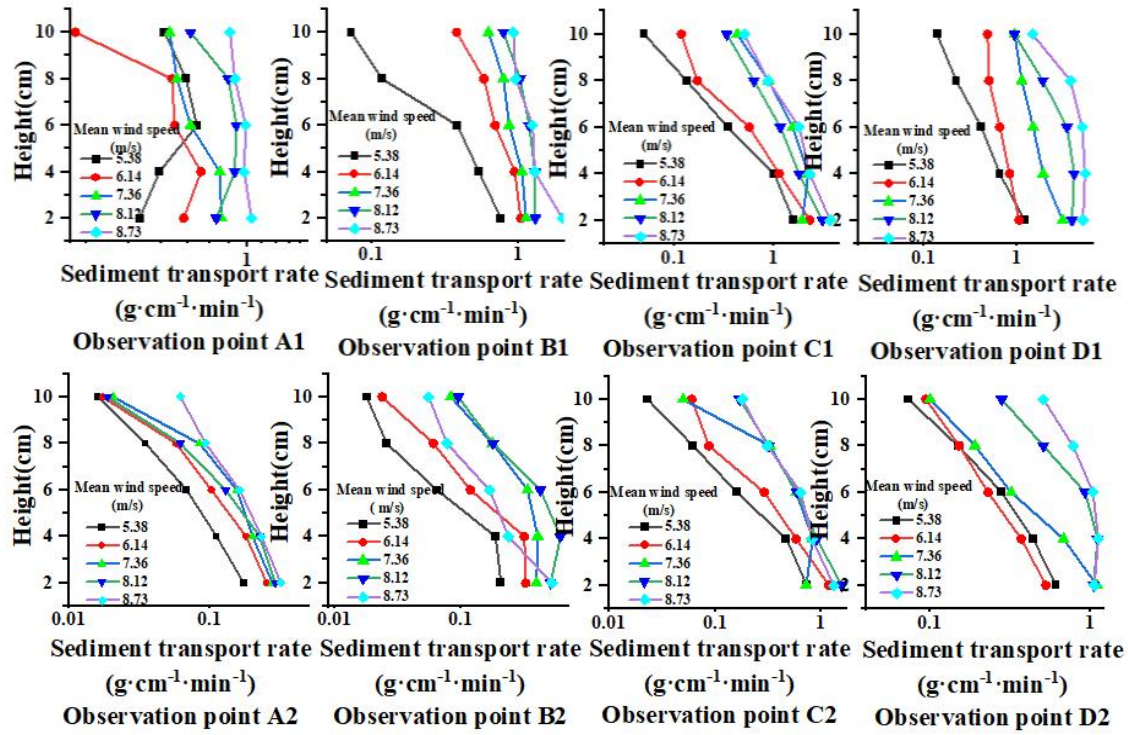 10
8
6
4
2
Height(cm)
Mean wind speed
(m/s)
5.38
6.14
7.36
8.12
8.73
1
Sediment transport rate
(g·cm⁻¹·min⁻¹)
Observation point A1
10
8
6
4
2
Height(cm)
Mean wind speed
(m/s)
5.38
6.14
7.36
8.12
8.73
0.1
1
Sediment transport rate
(g·cm⁻¹·min⁻¹)
Observation point B1
10
8
6
4
2
Height(cm)
Mean wind speed
(m/s)
5.38
6.14
7.36
8.12
8.73
1
Sediment transport rate
(g·cm⁻¹·min⁻¹)
Observation point C1
10
8
6
4
2
Height(cm)
Mean wind speed
(m/s)
5.38
6.14
7.36
8.12
8.73
0.1
1
Sediment transport rate
(g·cm⁻¹·min⁻¹)
Observation point D1
10
8
6
4
2
Height(cm)
Mean wind speed
(m/s)
5.38
6.14
7.36
8.12
8.73
0.01
0.1
Sediment transport rate
(g·cm⁻¹·min⁻¹)
Observation point A2
10
8
6
4
2
Height(cm)
Mean wind speed
( m/s)
5.38
6.14
7.36
8.12
8.73
0.1
Sediment transport rate
(g·cm⁻¹·min⁻¹)
Observation point B2
10
8
6
4
2
Height(cm)
Mean wind speed
(m/s)
5.38
6.14
7.36
8.12
8.73
0.01
0.1
1
Sediment transport rate
(g·cm⁻¹·min⁻¹)
Observation point C2
10
8
6
4
2
Height(cm)
Mean wind speed
(m/s)
5.38
6.14
7.36
8.12
8.73
0.1
1
Sediment transport rate
(g·cm⁻¹·min⁻¹)
Observation point D2